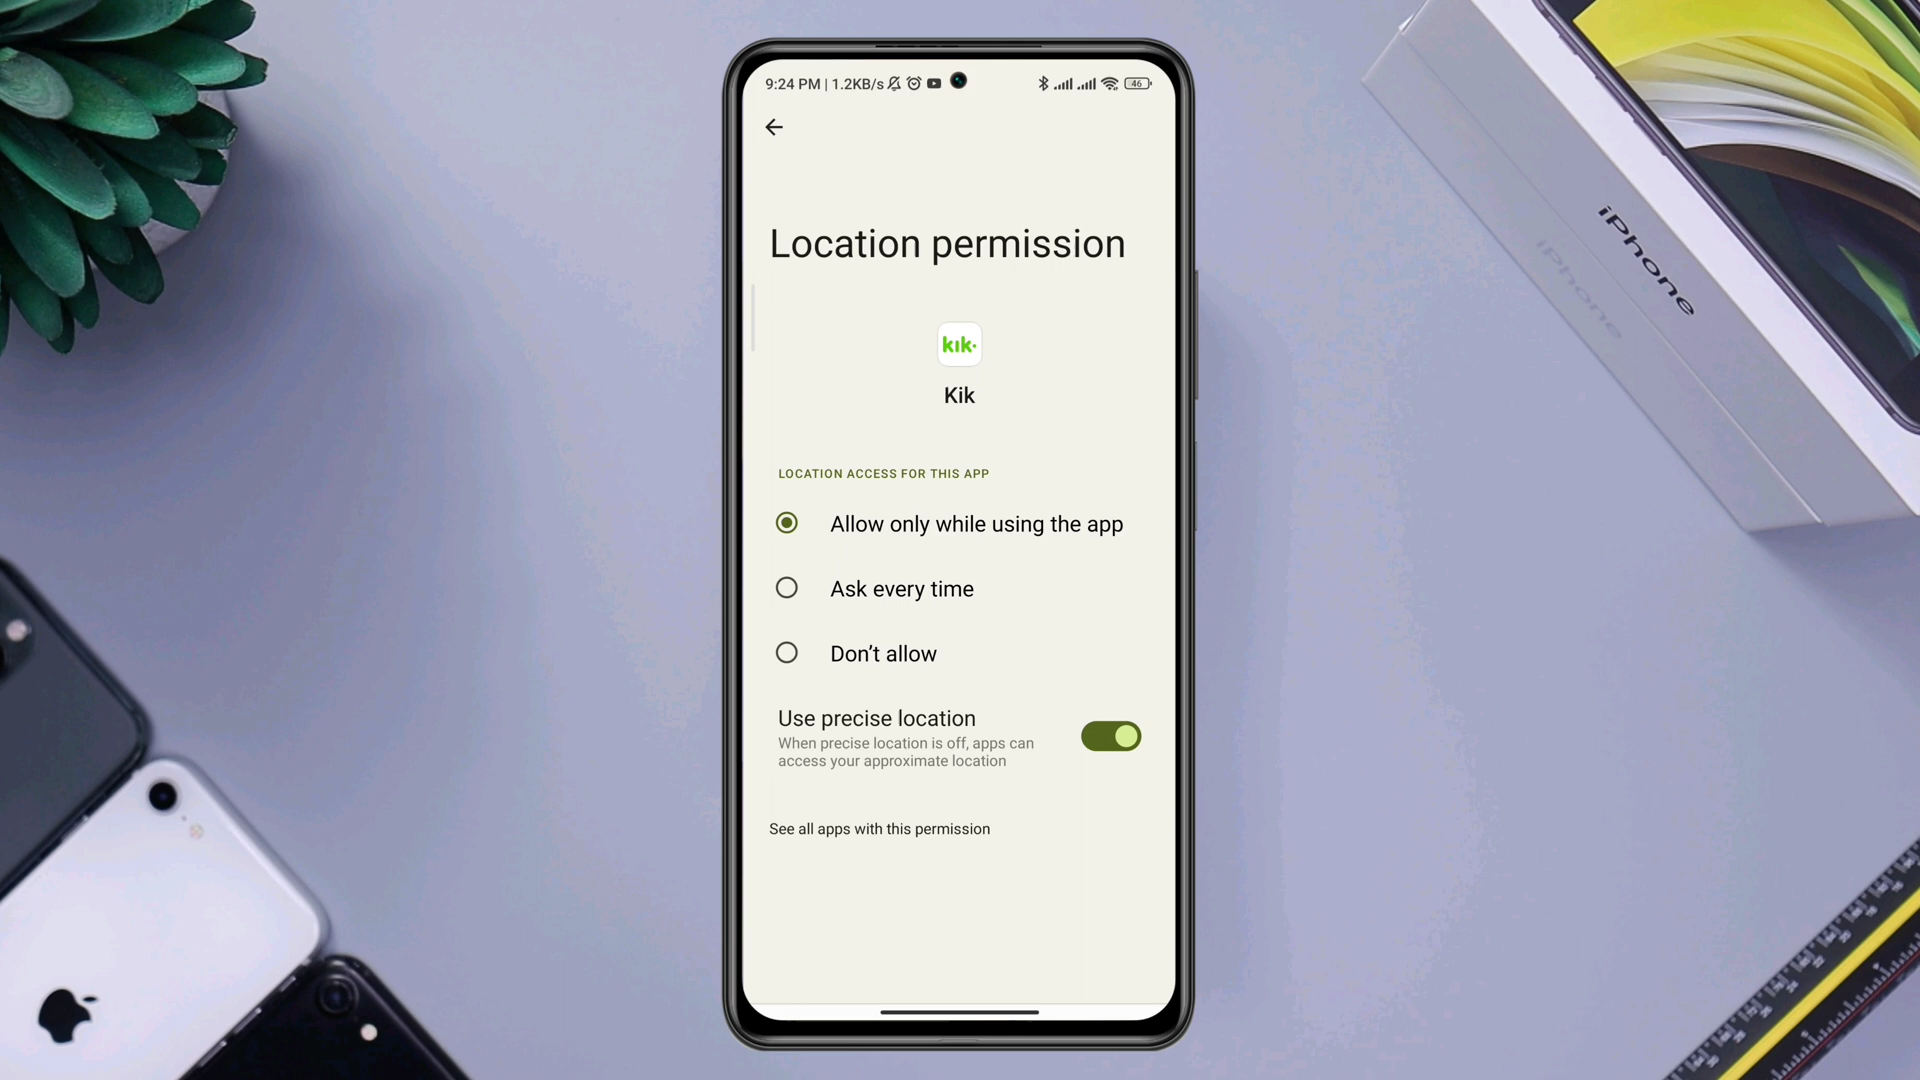 9:24 PM | 1.2KB/s
46
Location permission
kik·
Kik
LOCATION ACCESS FOR THIS APP
Allow only while using the app
Ask every time
Don’t allow
Use precise location
When precise location is off, apps can
access your approximate location
See all apps with this permission
iPhone
iPhone